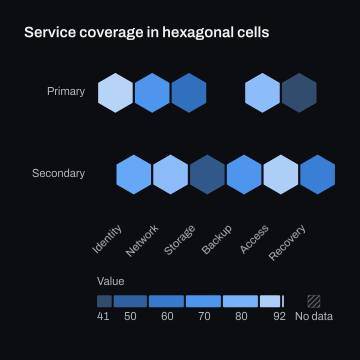 Service coverage in hexagonal cells
Primary
Secondary
Identity Network Storage Backup Access Recovery
Value
41 50 60 70 80 92 No data